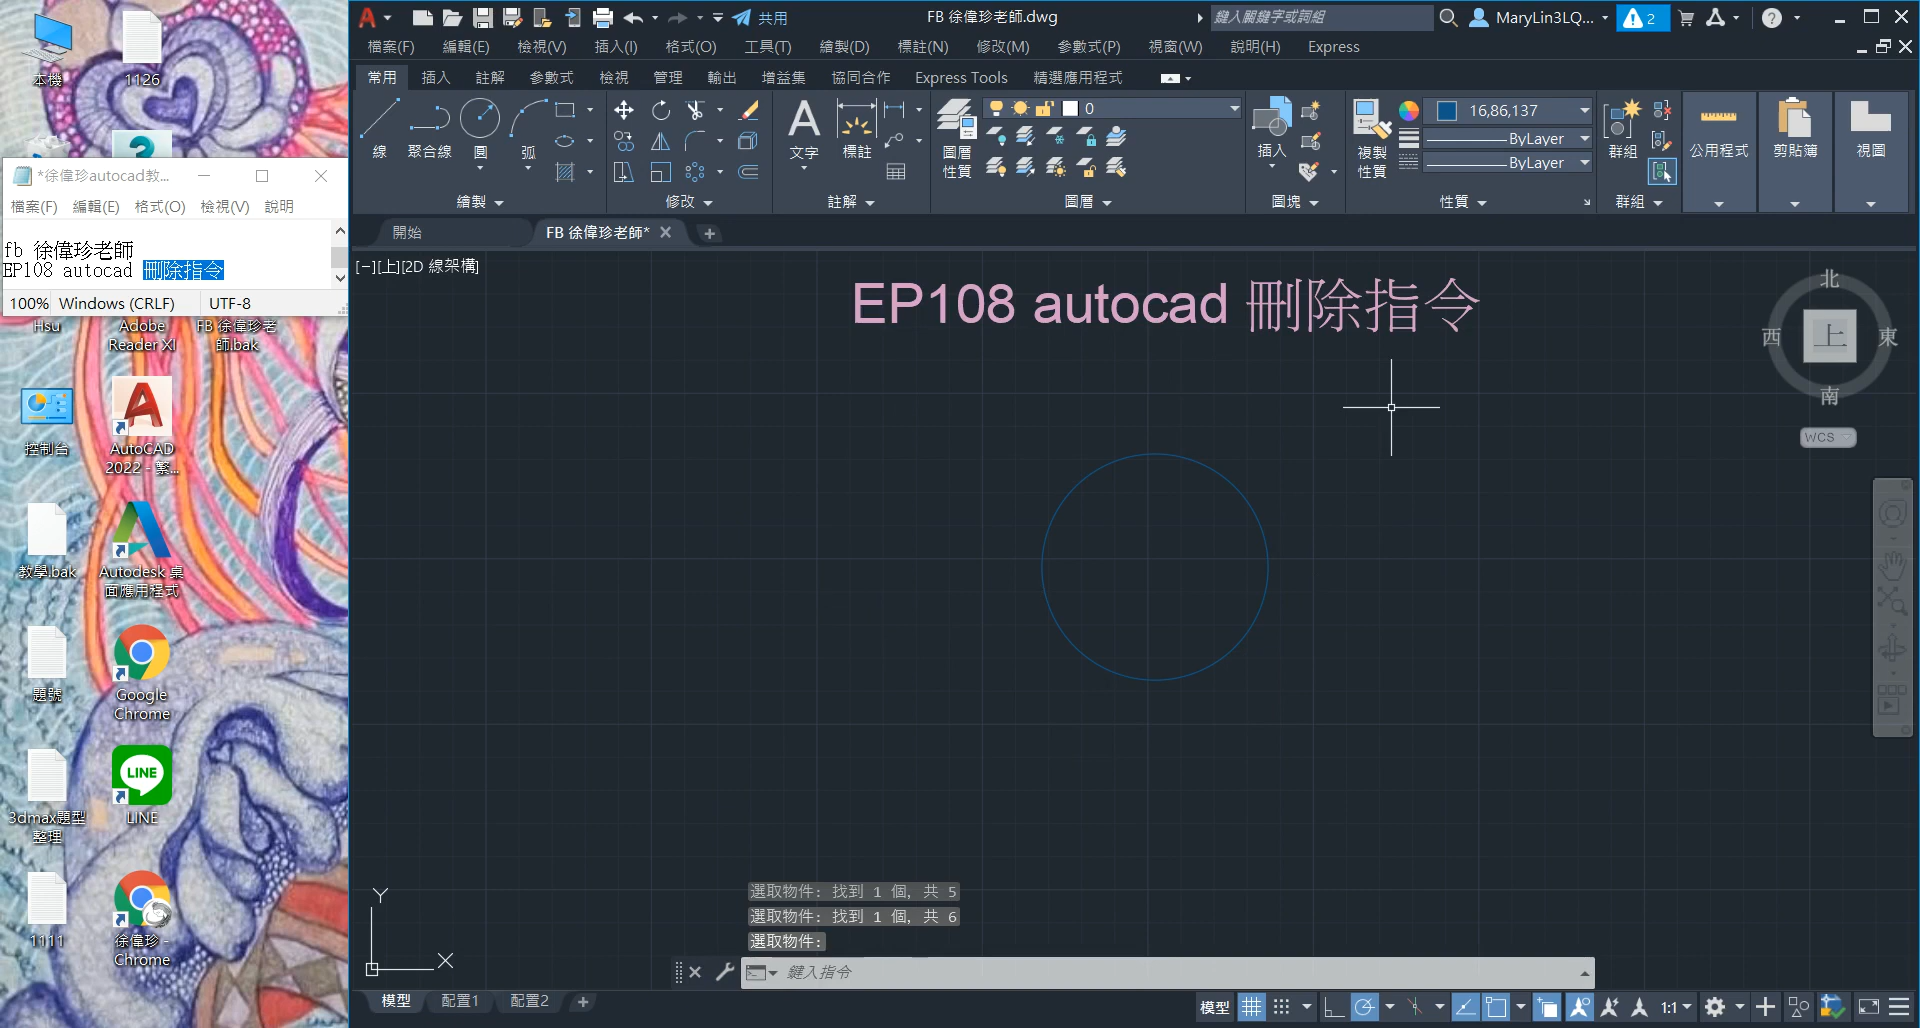 本機
1126
Hsu
Adobe Reader XI
FB 徐偉珍老師.bak
控制台
AutoCAD 2022 - 繁...
教學.bak
Autodesk 桌面應用程式
題號
Google Chrome
3dmax題型整理
LINE
1111
徐偉珍 - Chrome
*徐偉珍autocad教...
檔案(F) 編輯(E) 格式(O) 檢視(V) 說明
fb 徐偉珍老師
EP108 autocad 刪除指令
100% Windows (CRLF) UTF-8
共用 FB 徐偉珍老師.dwg 鍵入關鍵字或詞組 MaryLin3LQ... 2
檔案(F) 編輯(E) 檢視(V) 插入(I) 格式(O) 工具(T) 繪製(D) 標註(N) 修改(M) 參數式(P) 視窗(W) 說明(H) Express
常用 插入 註解 參數式 檢視 管理 輸出 增益集 協同合作 Express Tools 精選應用程式
0 16,86,137
ByLayer
ByLayer
線 聚合線 圓 弧 文字 標註 圖層性質 插入 複製性質 群組 公用程式 剪貼簿 視圖
繪製 修改 註解 圖層 圖塊 性質 群組
開始 FB 徐偉珍老師*
[−][上][2D 線架構]
EP108 autocad 刪除指令
北
西 上 東
南
WCS
Y
X
選取物件: 找到 1 個, 共 5
選取物件: 找到 1 個, 共 6
選取物件:
鍵入指令
模型 配置1 配置2
模型 1:1